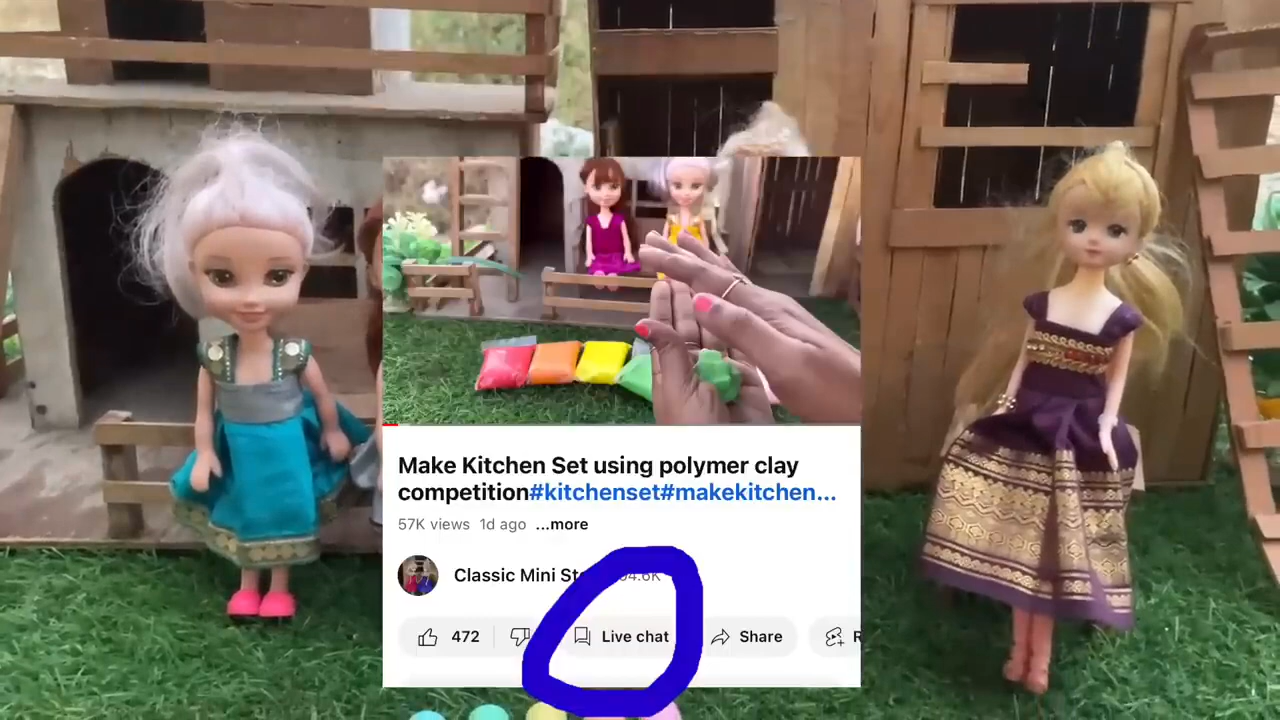 Make Kitchen Set using polymer clay
competition#kitchenset#makekitchen...
57K views 1d ago ...more
Classic Mini
472 Live chat Share